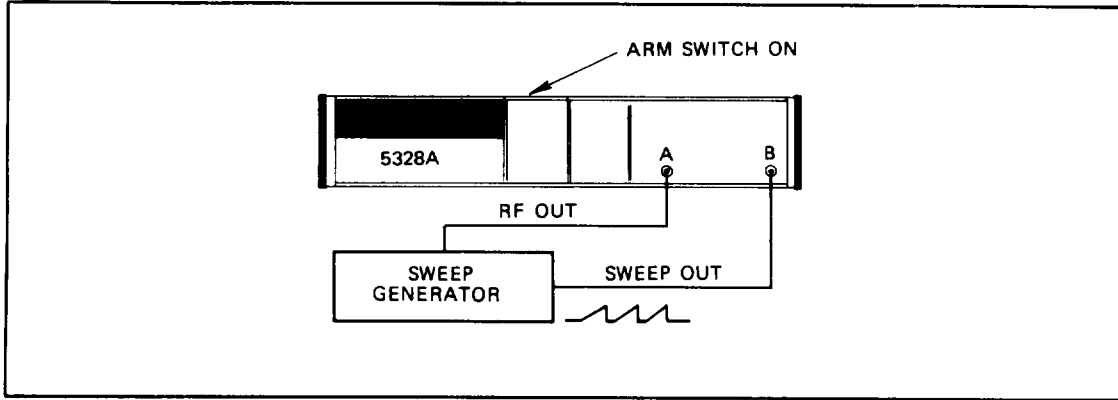 ARM SWITCH ON
5328A
A
B
RF OUT
SWEEP
GENERATOR
SWEEP OUT